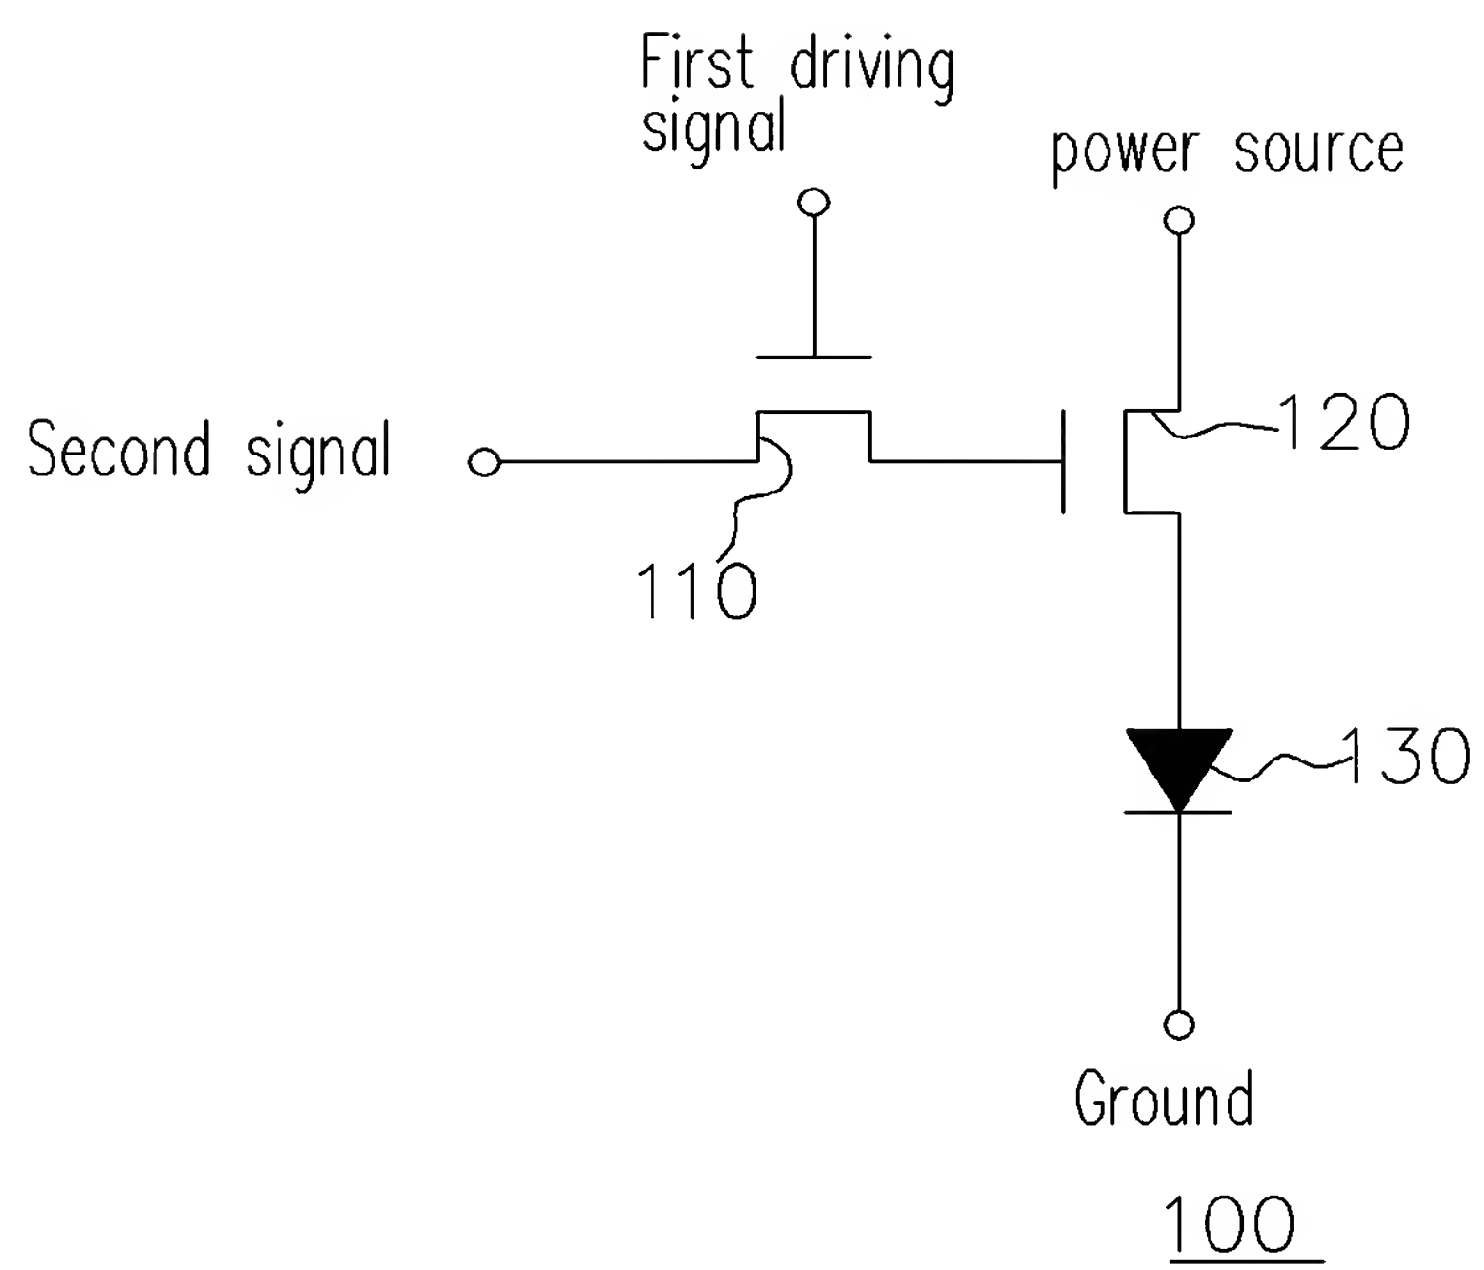 First driving
signal
power source
Second signal
120
110
130
Ground
100